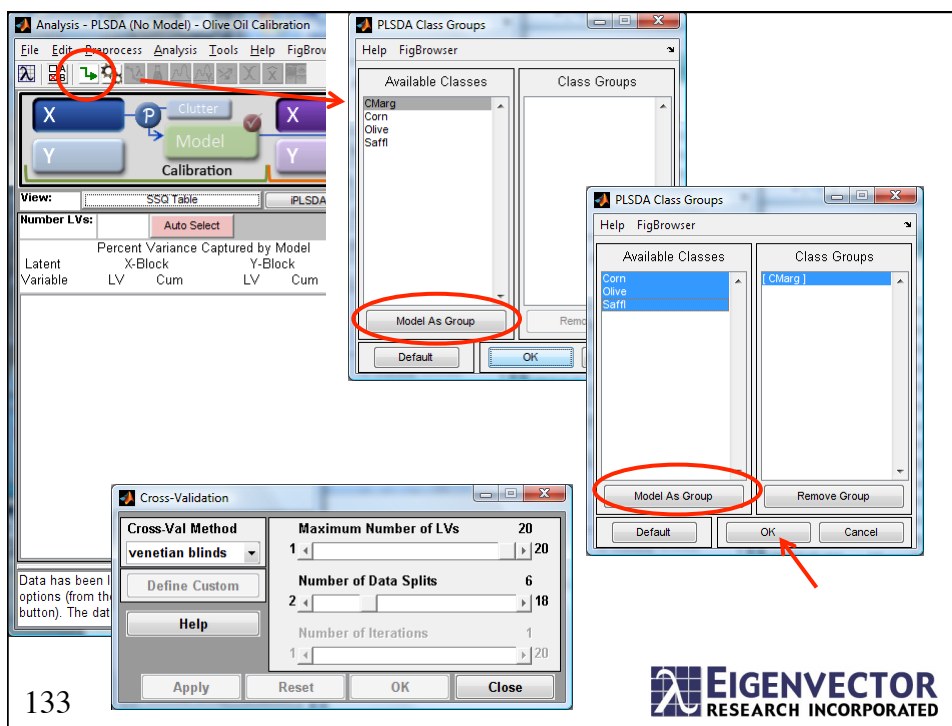 Analysis - PLSDA (No Model) - Olive Oil Calibration
File Edit Preprocess Analysis Tools Help FigBrow
X
Y
P
Clutter
Model
Calibration
X
Y
View:
SSQ Table
iPLSDA
Number LVs:
Auto Select
Percent Variance Captured by Model
Latent X-Block Y-Block
Variable LV Cum LV Cum
Data has been l
options (from the
button). The dat
PLSDA Class Groups
Help FigBrowser
Available Classes
Class Groups
CMarg
Corn
Olive
Saffl
Model As Group
Remo
Default
OK
PLSDA Class Groups
Help FigBrowser
Available Classes
Class Groups
Corn
Olive
Saffl
[ CMarg ]
Model As Group
Remove Group
Default
OK
Cancel
Cross-Validation
Cross-Val Method
venetian blinds
Define Custom
Help
Maximum Number of LVs 20
1 20
Number of Data Splits 6
2 18
Number of Iterations 1
1 20
Apply
Reset
OK
Close
133
EIGENVECTOR
RESEARCH INCORPORATED